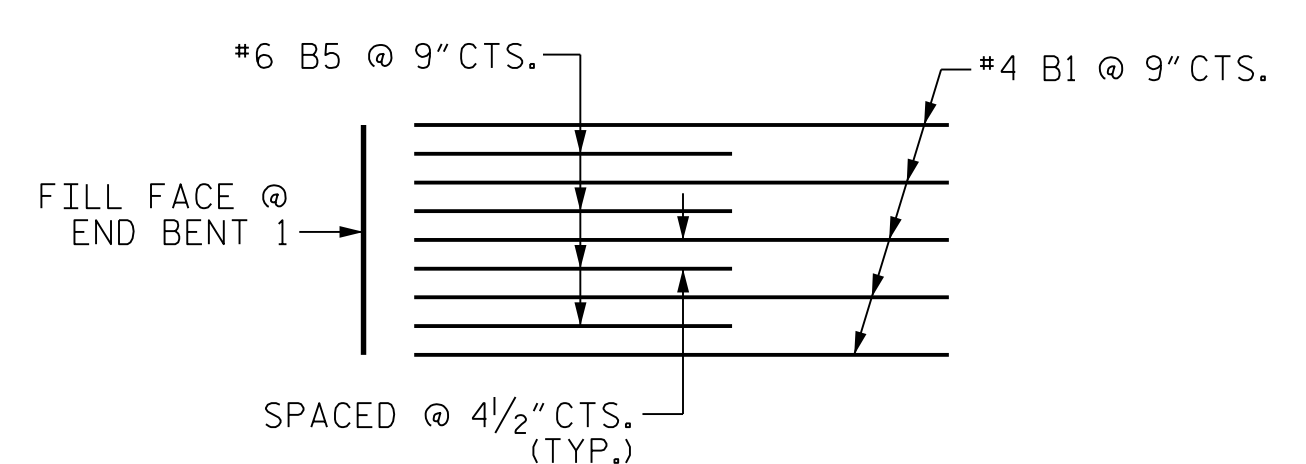 #6 B5 @ 9"CTS.
#4 B1 @ 9"CTS.
FILL FACE @
END BENT 1
SPACED @ 4½"CTS.
(TYP.)